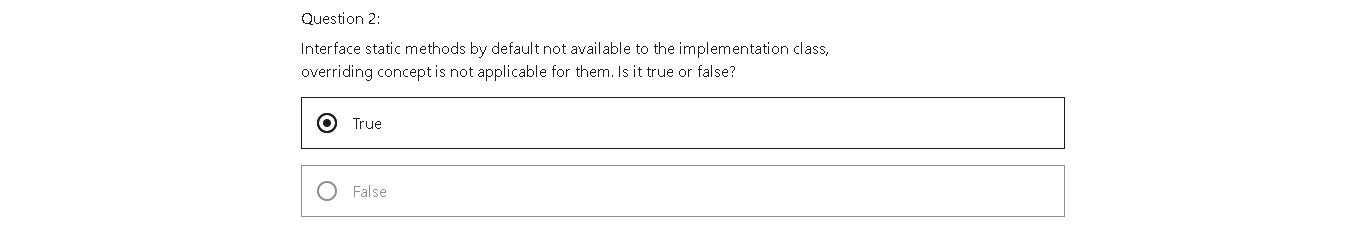 Question 2:
Interface static methods by default not available to the implementation class,
overriding concept is not applicable for them. Is it true or false?
True
False